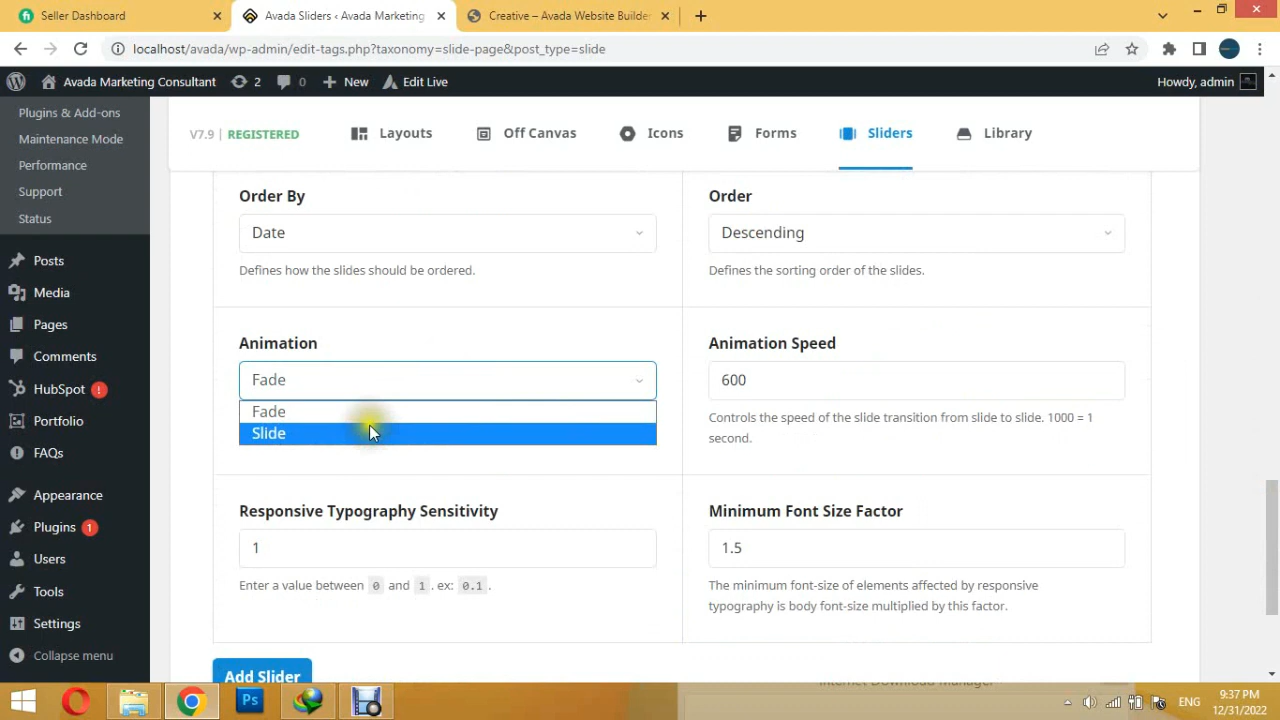 Seller Dashboard
Avada Sliders ‹ Avada Marketing
Creative – Avada Website Builder
localhost/avada/wp-admin/edit-tags.php?taxonomy=slide-page&post_type=slide
Avada Marketing Consultant
2
0
New
Edit Live
Howdy, admin
Plugins & Add-ons
Maintenance Mode
Performance
Support
Status
Posts
Media
Pages
Comments
HubSpot !
Portfolio
FAQs
Appearance
Plugins 1
Users
Tools
Settings
Collapse menu
V7.9 | REGISTERED
Layouts
Off Canvas
Icons
Forms
Sliders
Library
Order By
Date
Defines how the slides should be ordered.
Order
Descending
Defines the sorting order of the slides.
Animation
Fade
Fade
Slide
Animation Speed
600
Controls the speed of the slide transition from slide to slide. 1000 = 1
second.
Responsive Typography Sensitivity
1
Enter a value between 0 and 1 . ex: 0.1 .
Minimum Font Size Factor
1.5
The minimum font-size of elements affected by responsive
typography is body font-size multiplied by this factor.
Add Slider
Internet Download Manager
Ps
ENG
9:37 PM
12/31/2022